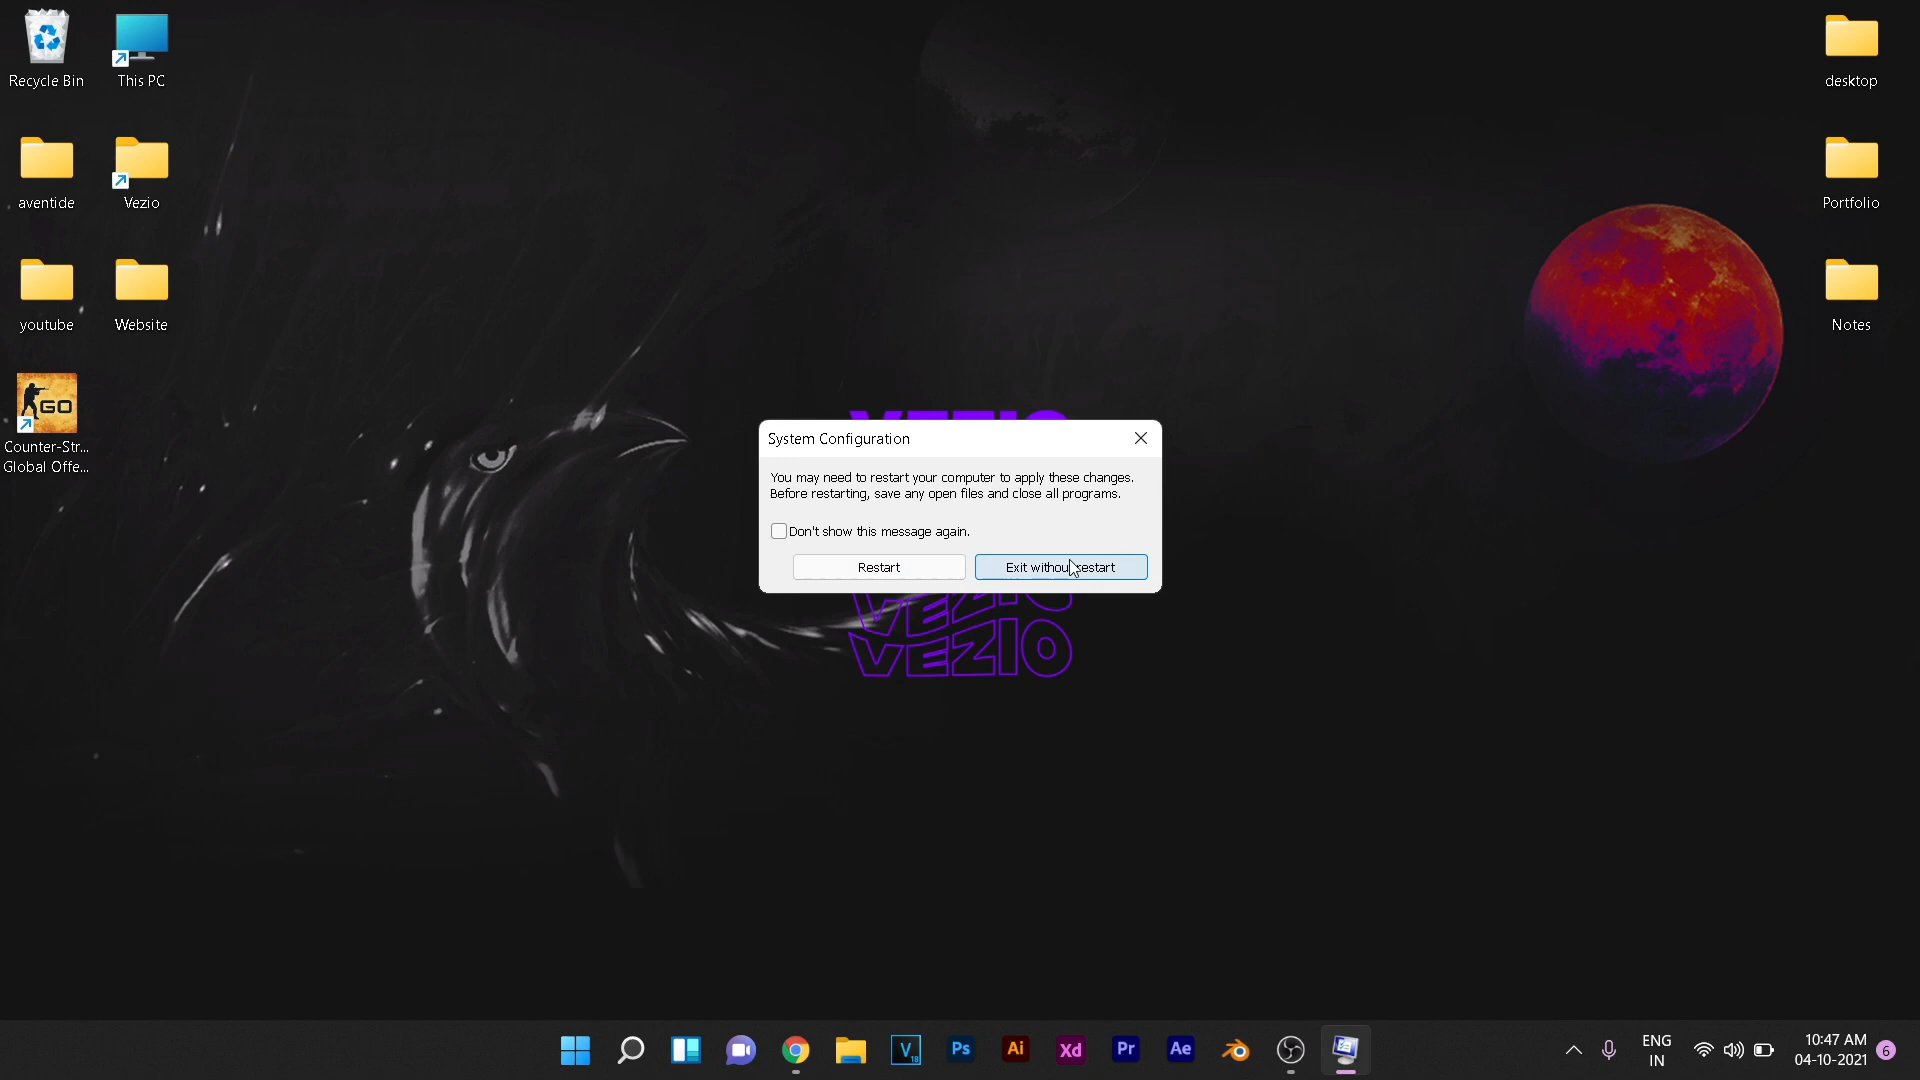 Recycle Bin
This PC
desktop
aventide
Vezio
Portfolio
youtube
Website
Notes
GO
Counter-Str...
Global Offe...
System Configuration
You may need to restart your computer to apply these changes.
Before restarting, save any open files and close all programs.
Don't show this message again.
Restart
Exit without restart
VEZIO
VEZIO
VEZIO
V
18
Ps
Ai
Xd
Pr
Ae
ENG
IN
10:47 AM
04-10-2021
6